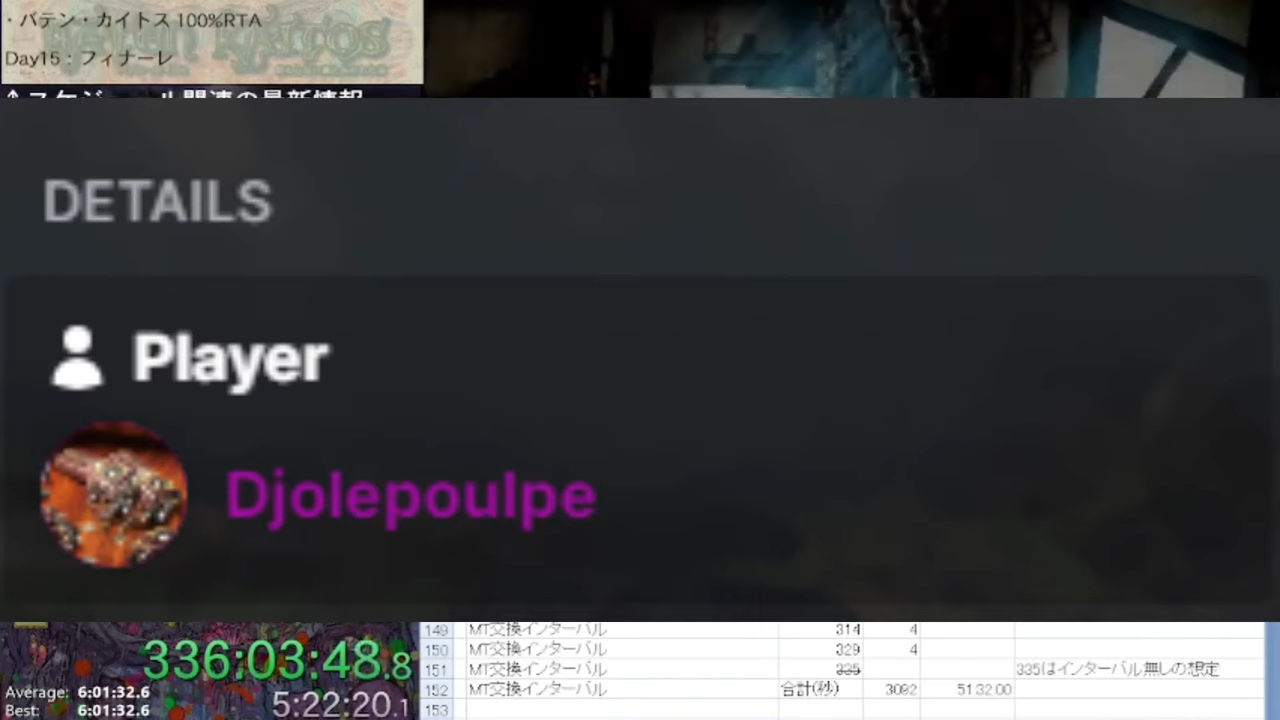 ・バテン・カイトス 100%RTA
Day15：フィナーレ
DETAILS
Player
Djolepoulpe
336:03:48.8
Average: 6:01:32.6
Best: 6:01:32.6
5:22:20.1
149 MT交換インターバル 314 4
150 MT交換インターバル 329 4
151 MT交換インターバル 335 335はインターバル無しの想定
152 MT交換インターバル 合計(秒) 3092 51:32:00
153